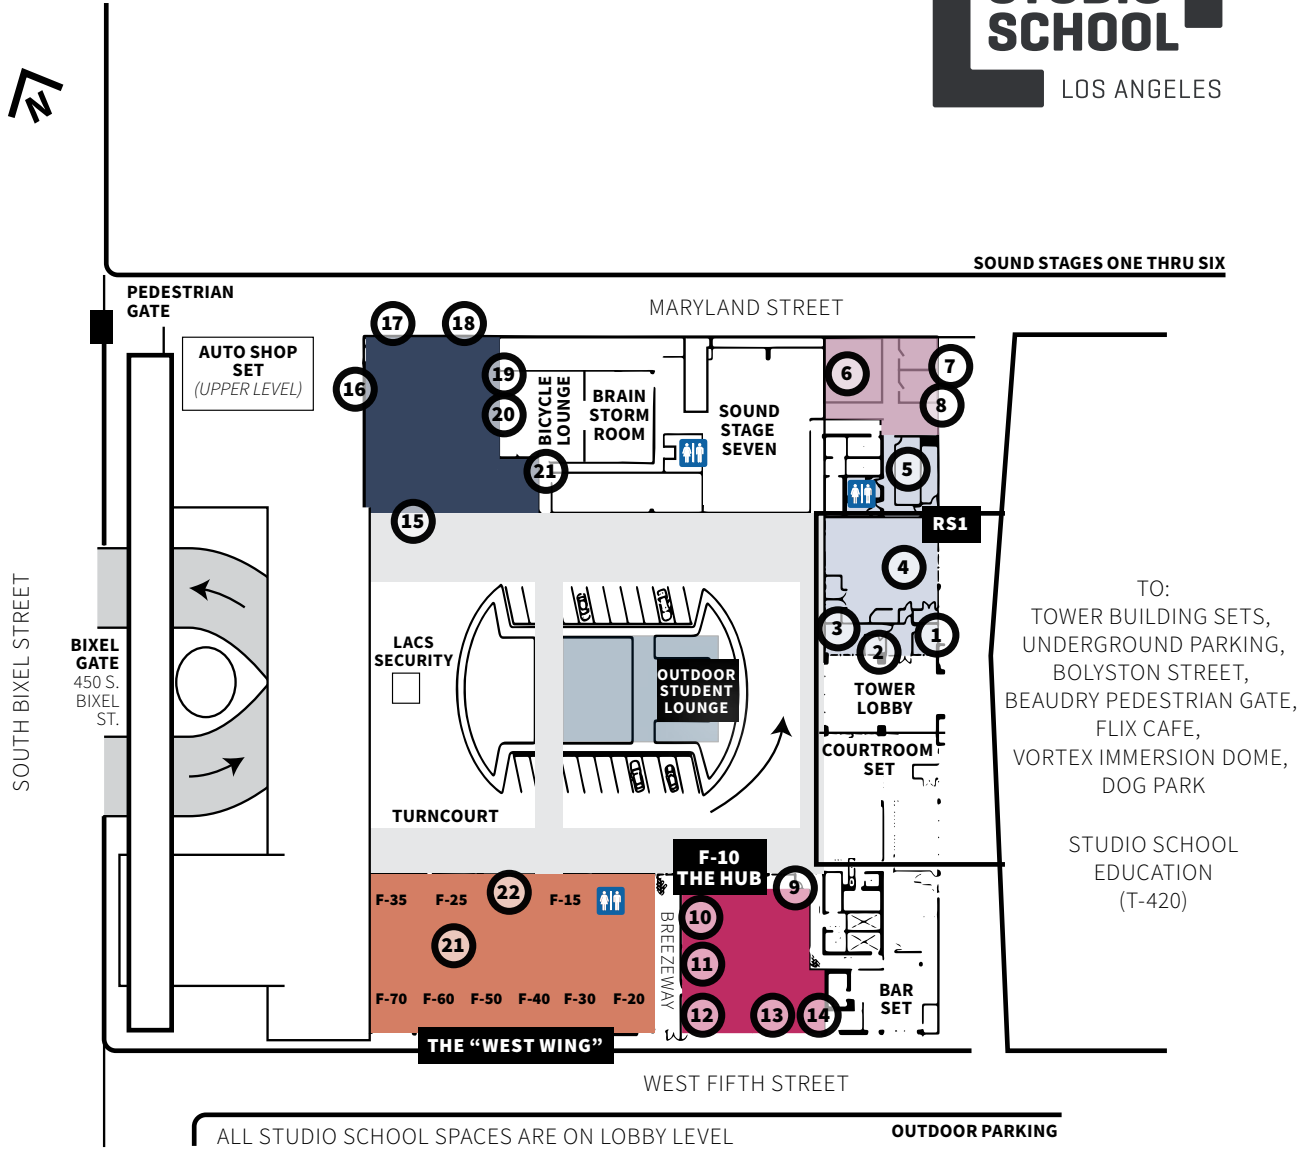 SCHOOL
LOS ANGELES
N
SOUND STAGES ONE THRU SIX
PEDESTRIAN
GATE
MARYLAND STREET
AUTO SHOP
SET
(UPPER LEVEL)
17
18
16
19
20
21
15
BICYCLE
LOUNGE
BRAIN
STORM
ROOM
SOUND
STAGE
SEVEN
6
7
8
5
RS1
4
3
2
1
TOWER
LOBBY
COURTROOM
SET
LACS
SECURITY
OUTDOOR
STUDENT
LOUNGE
TURNCOURT
SOUTH BIXEL STREET
BIXEL
GATE
450 S.
BIXEL
ST.
TO:
TOWER BUILDING SETS,
UNDERGROUND PARKING,
BOLYSTON STREET,
BEAUDRY PEDESTRIAN GATE,
FLIX CAFE,
VORTEX IMMERSION DOME,
DOG PARK
STUDIO SCHOOL
EDUCATION
(T-420)
F-10
THE HUB
9
10
11
12
13
14
F-35
F-25
22
F-15
21
F-70
F-60
F-50
F-40
F-30
F-20
BREEZEWAY
BAR
SET
THE “WEST WING”
WEST FIFTH STREET
OUTDOOR PARKING
ALL STUDIO SCHOOL SPACES ARE ON LOBBY LEVEL